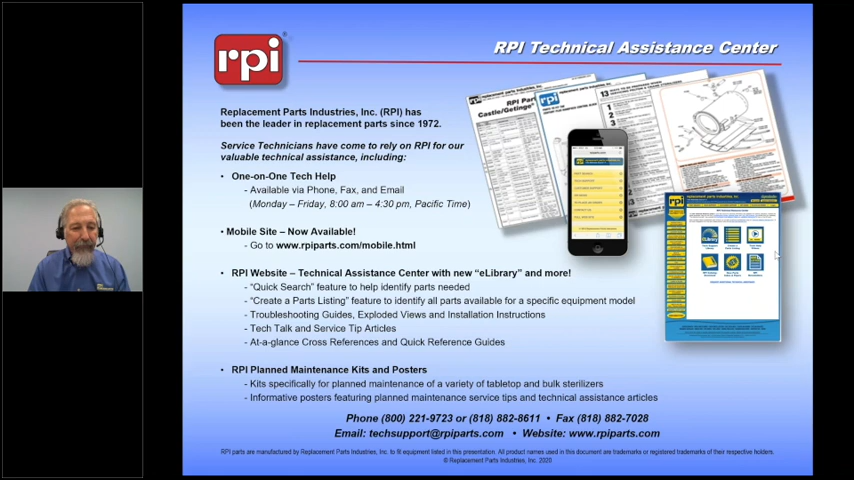 rpi
RPI Technical Assistance Center
Replacement Parts Industries, Inc. (RPI) has
been the leader in replacement parts since 1972.
Service Technicians have come to rely on RPI for our
valuable technical assistance, including:
• One-on-One Tech Help
- Available via Phone, Fax, and Email
(Monday – Friday, 8:00 am – 4:30 pm, Pacific Time)
• Mobile Site – Now Available!
- Go to www.rpiparts.com/mobile.html
• RPI Website – Technical Assistance Center with new “eLibrary” and more!
- “Quick Search” feature to help identify parts needed
- “Create a Parts Listing” feature to identify all parts available for a specific equipment model
- Troubleshooting Guides, Exploded Views and Installation Instructions
- Tech Talk and Service Tip Articles
- At-a-glance Cross References and Quick Reference Guides
• RPI Planned Maintenance Kits and Posters
- Kits specifically for planned maintenance of a variety of tabletop and bulk sterilizers
- Informative posters featuring planned maintenance service tips and technical assistance articles
Phone (800) 221-9723 or (818) 882-8611 • Fax (818) 882-7028
Email: techsupport@rpiparts.com • Website: www.rpiparts.com
RPI parts are manufactured by Replacement Parts Industries, Inc. to fit equipment listed in this presentation. All product names used in this document are trademarks or registered trademarks of their respective holders.
© Replacement Parts Industries, Inc. 2020
RPI Par
Castle/Getinge
rpi
rpi